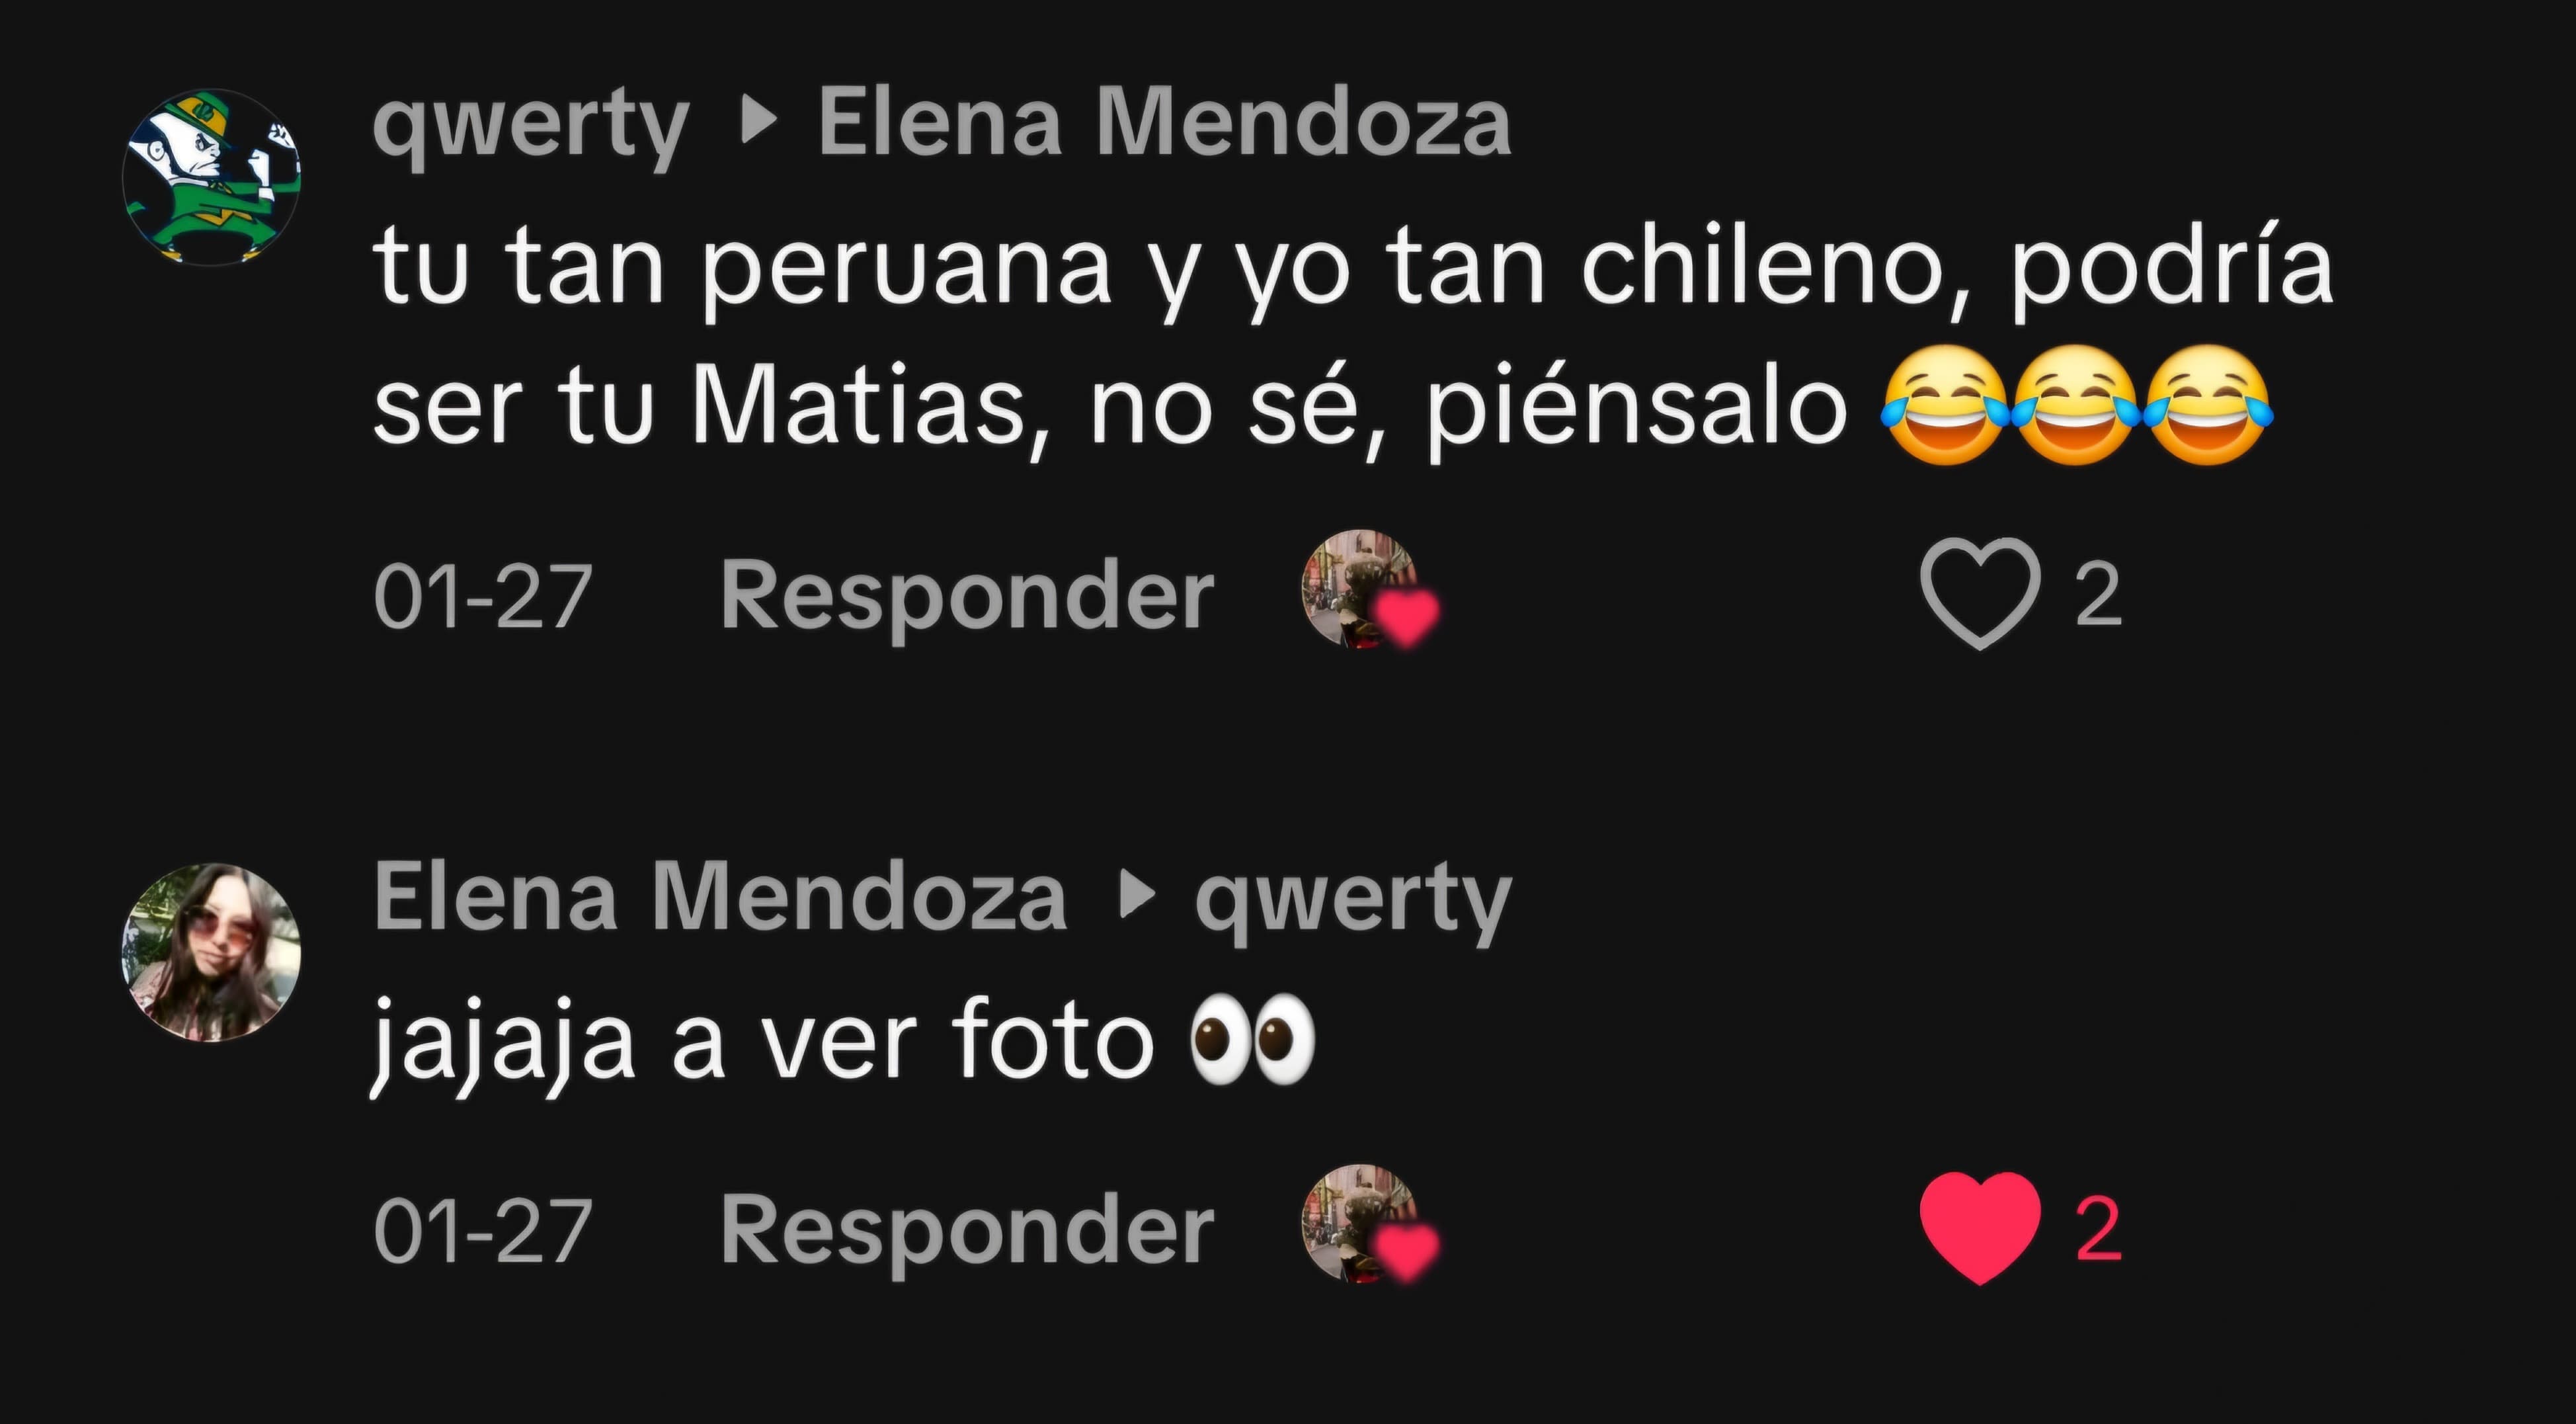 qwerty ▶ Elena Mendoza
tu tan peruana y yo tan chileno, podría
ser tu Matias, no sé, piénsalo 😂😂😂
01-27 Responder 2
Elena Mendoza ▶ qwerty
jajaja a ver foto 👀
01-27 Responder 2